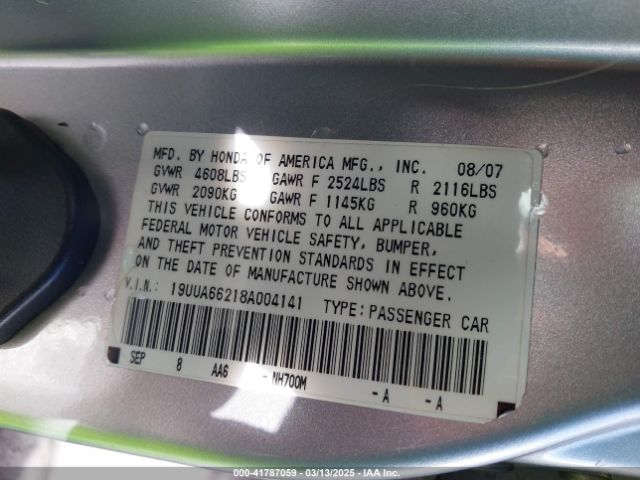 MFD. BY HONDA OF AMERICA MFG., INC. 08/07
GVWR 4608LBS GAWR F 2524LBS R 2116LBS
GVWR 2090KG GAWR F 1145KG R 960KG
THIS VEHICLE CONFORMS TO ALL APPLICABLE
FEDERAL MOTOR VEHICLE SAFETY, BUMPER,
AND THEFT PREVENTION STANDARDS IN EFFECT
ON THE DATE OF MANUFACTURE SHOWN ABOVE.
V.I.N.: 19UUA66218A004141 TYPE:PASSENGER CAR
SEP 8 AA6 -NH700M -A -A
000-41787059 — 03/13/2025 — IAA Inc.